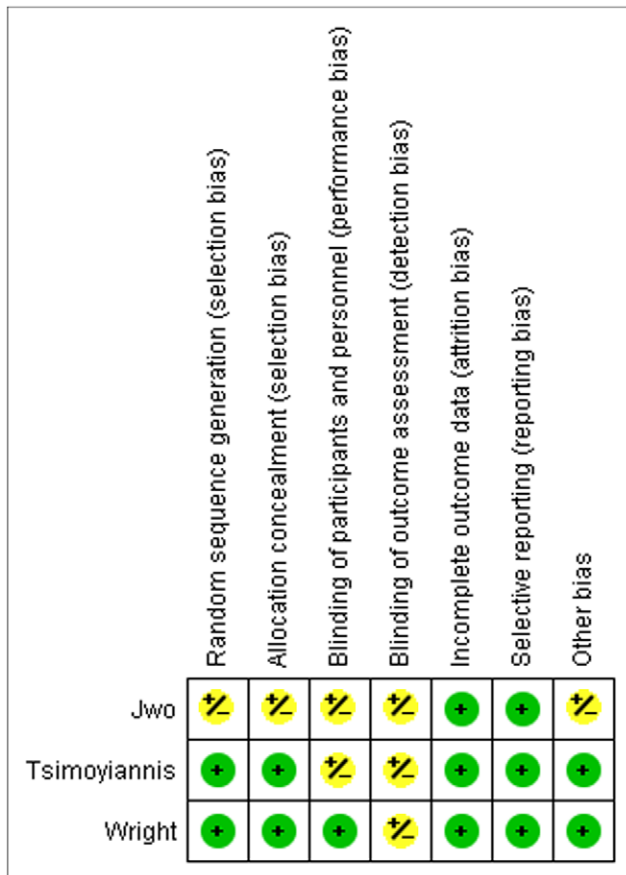 Random sequence generation (selection bias)
Allocation concealment (selection bias)
Blinding of participants and personnel (performance bias)
Blinding of outcome assessment (detection bias)
Incomplete outcome data (attrition bias)
Selective reporting (reporting bias)
Other bias
Jwo +/- +/- +/- +/- + + +/-
Tsimoyiannis + + +/- +/- + + +
Wright + + + +/- + + +